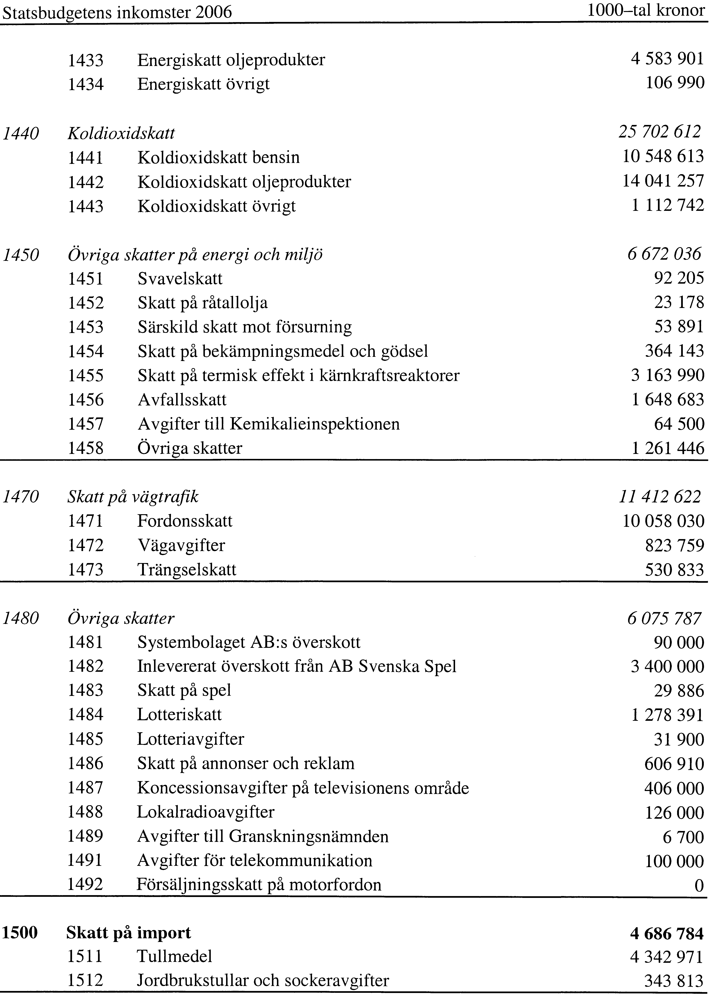 Statsbudgetens inkomster 2006 1000–tal kronor
1433 Energiskatt oljeprodukter 4 583 901
1434 Energiskatt övrigt 106 990
1440 Koldioxidskatt 25 702 612
1441 Koldioxidskatt bensin 10 548 613
1442 Koldioxidskatt oljeprodukter 14 041 257
1443 Koldioxidskatt övrigt 1 112 742
1450 Övriga skatter på energi och miljö 6 672 036
1451 Svavelskatt 92 205
1452 Skatt på råtallolja 23 178
1453 Särskild skatt mot försurning 53 891
1454 Skatt på bekämpningsmedel och gödsel 364 143
1455 Skatt på termisk effekt i kärnkraftsreaktorer 3 163 990
1456 Avfallsskatt 1 648 683
1457 Avgifter till Kemikalieinspektionen 64 500
1458 Övriga skatter 1 261 446
1470 Skatt på vägtrafik 11 412 622
1471 Fordonsskatt 10 058 030
1472 Vägavgifter 823 759
1473 Trängselskatt 530 833
1480 Övriga skatter 6 075 787
1481 Systembolaget AB:s överskott 90 000
1482 Inlevererat överskott från AB Svenska Spel 3 400 000
1483 Skatt på spel 29 886
1484 Lotteriskatt 1 278 391
1485 Lotteriavgifter 31 900
1486 Skatt på annonser och reklam 606 910
1487 Koncessionsavgifter på televisionens område 406 000
1488 Lokalradioavgifter 126 000
1489 Avgifter till Granskningsnämnden 6 700
1491 Avgifter för telekommunikation 100 000
1492 Försäljningsskatt på motorfordon 0
1500 Skatt på import 4 686 784
1511 Tullmedel 4 342 971
1512 Jordbrukstullar och sockeravgifter 343 813